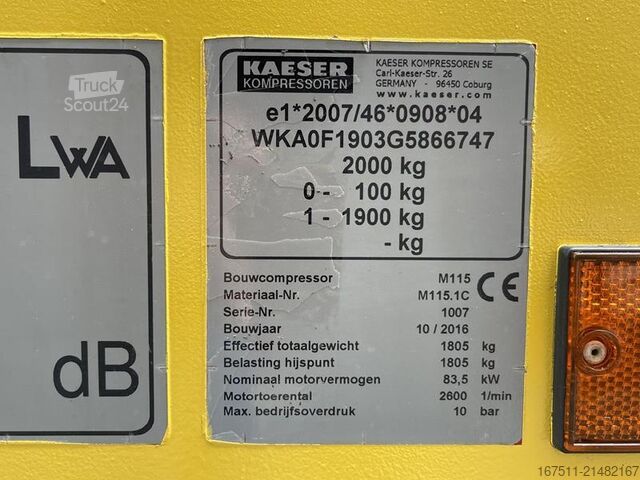 Truck
Scout24
LWA
dB
KAESER
KOMPRESSOREN
KAESER KOMPRESSOREN SE
Carl-Kaeser-Str. 26
GERMANY - 96450 Coburg
www.kaeser.com
e1*2007/46*0908*04
WKA0F1903G5866747
2000 kg
0 - 100 kg
1 - 1900 kg
- kg
Bouwcompressor M115
Materiaal-Nr. M115.1C
CE
Serie-Nr. 1007
Bouwjaar 10 / 2016
Effectief totaalgewicht 1805 kg
Belasting hijspunt 1805 kg
Nominaal motorvermogen 83,5 kW
Motortoerental 2600 1/min
Max. bedrijfsoverdruk 10 bar
167511-21482167